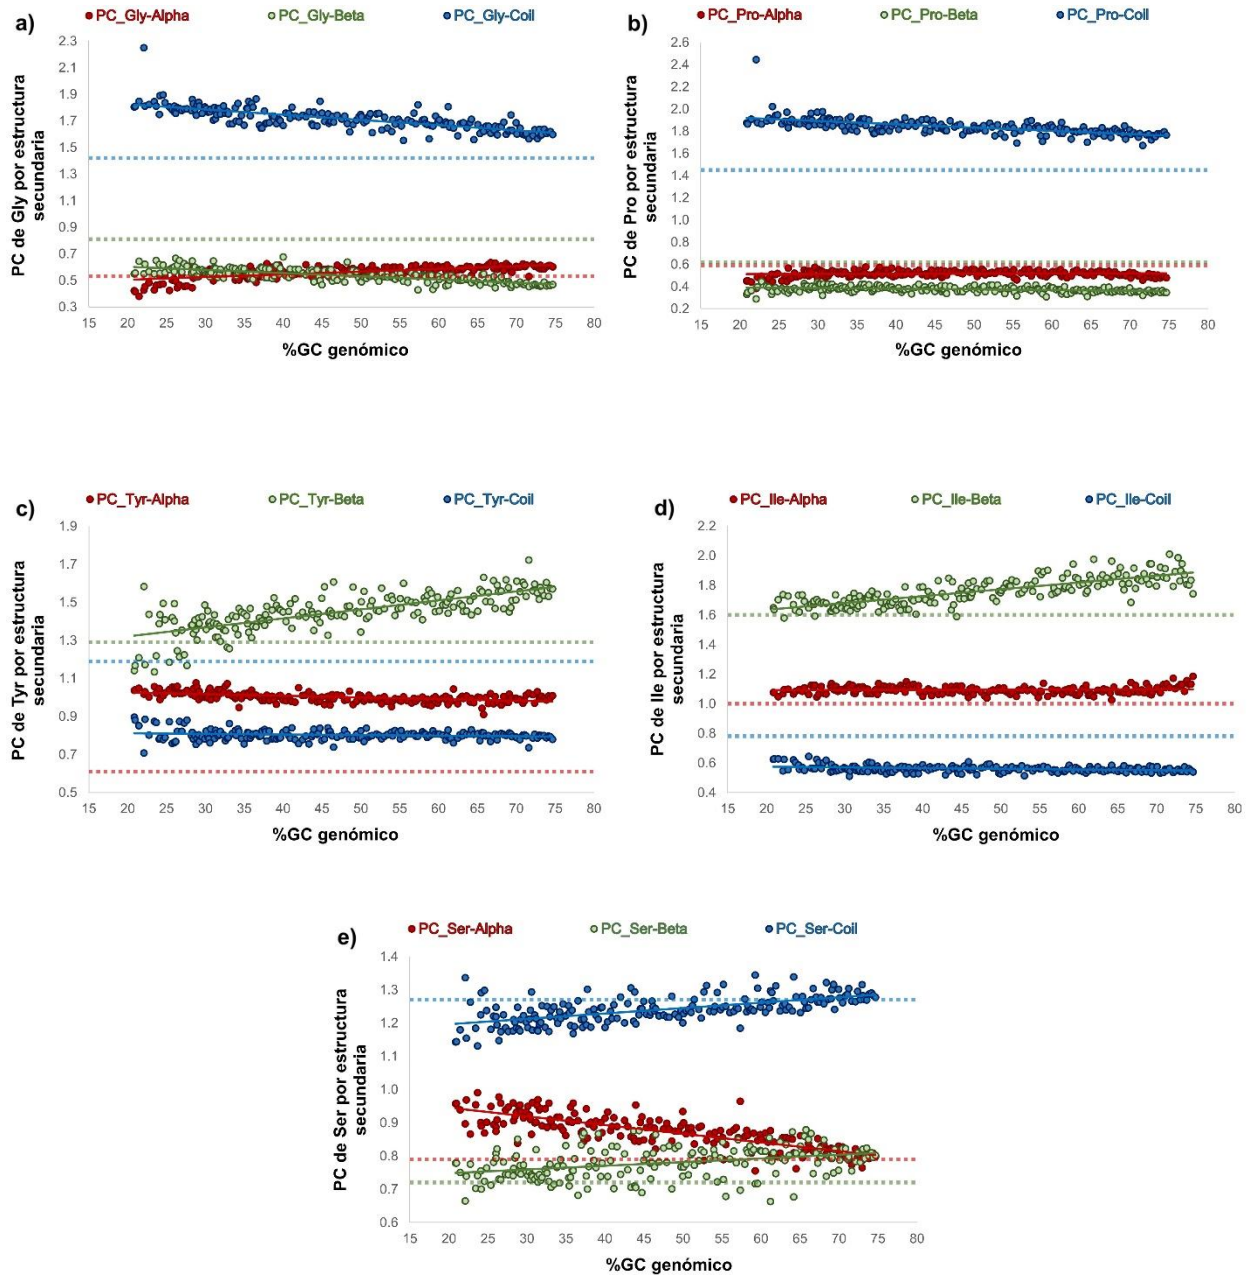 a)
PC_Gly-Alpha PC_Gly-Beta PC_Gly-Coil
PC de Gly por estructura
secundaria
2.3
2.1
1.9
1.7
1.5
1.3
1.1
0.9
0.7
0.5
0.3
15 20 25 30 35 40 45 50 55 60 65 70 75 80
%GC genómico
b)
PC_Pro-Alpha PC_Pro-Beta PC_Pro-Coil
PC de Pro por estructura
secundaria
2.6
2.4
2.2
2.0
1.8
1.6
1.4
1.2
1.0
0.8
0.6
0.4
0.2
15 20 25 30 35 40 45 50 55 60 65 70 75 80
%GC genómico
c)
PC_Tyr-Alpha PC_Tyr-Beta PC_Tyr-Coil
PC de Tyr por estructura
secundaria
1.9
1.7
1.5
1.3
1.1
0.9
0.7
0.5
15 20 25 30 35 40 45 50 55 60 65 70 75 80
%GC genómico
d)
PC_Ile-Alpha PC_Ile-Beta PC_Ile-Coil
PC de Ile por estructura
secundaria
2.2
2.0
1.8
1.6
1.4
1.2
1.0
0.8
0.6
0.4
15 20 25 30 35 40 45 50 55 60 65 70 75 80
%GC genómico
e)
PC_Ser-Alpha PC_Ser-Beta PC_Ser-Coil
PC de Ser por estructura
secundaria
1.4
1.3
1.2
1.1
1.0
0.9
0.8
0.7
0.6
15 20 25 30 35 40 45 50 55 60 65 70 75 80
%GC genómico